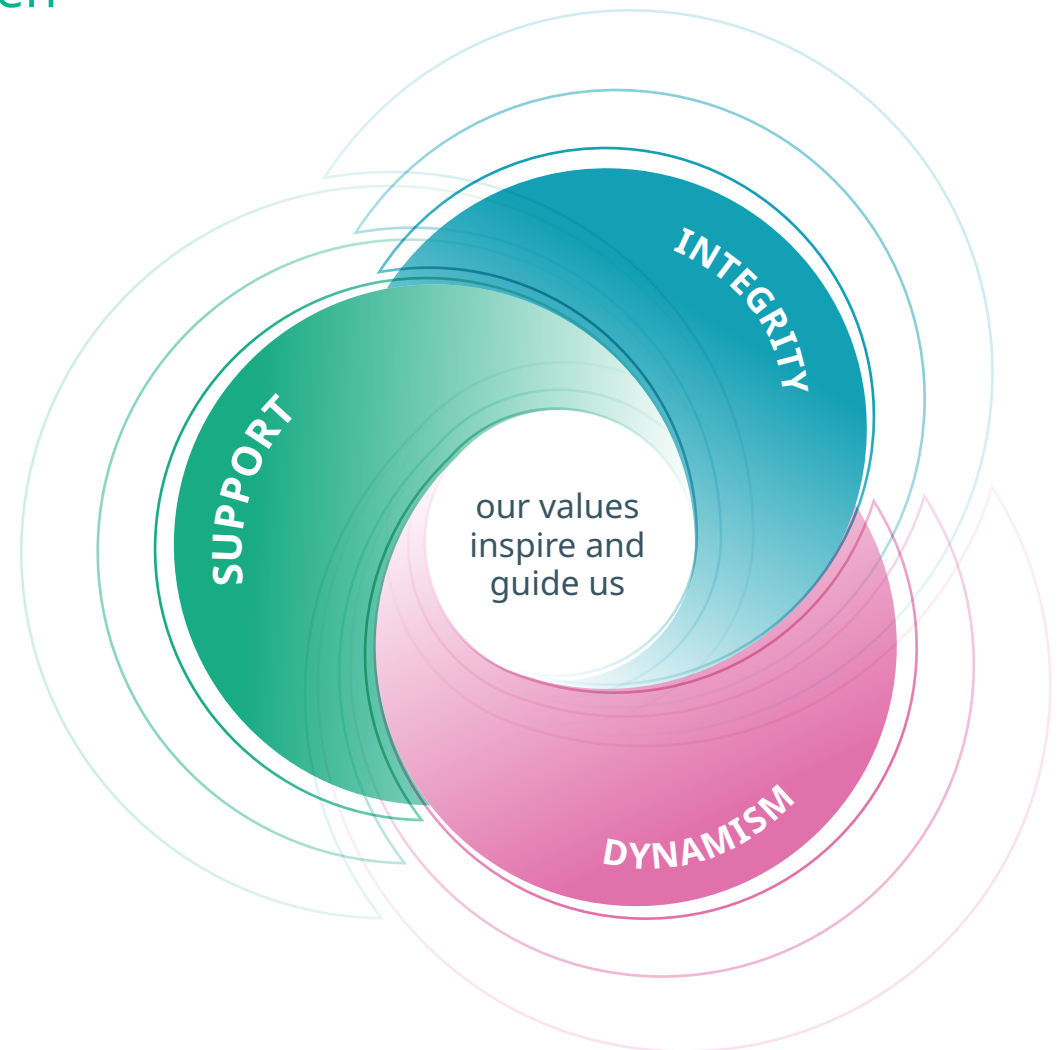 INTEGRITY
SUPPORT
our values
inspire and
guide us
DYNAMISM